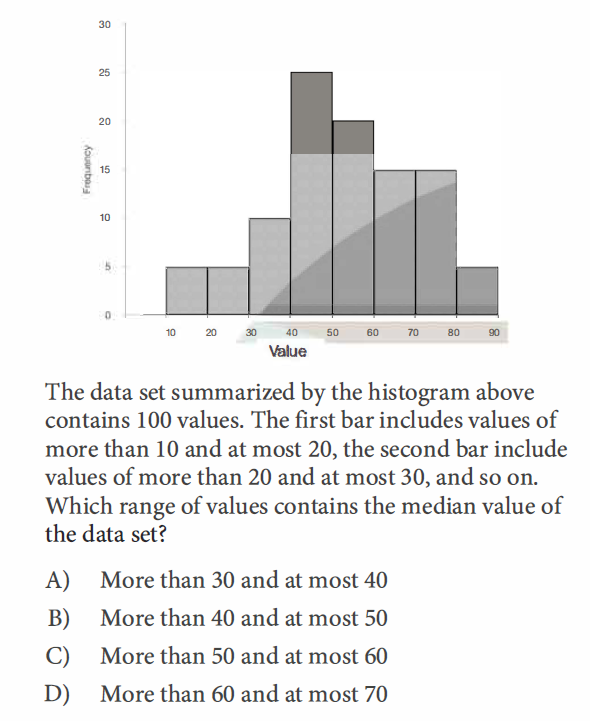 30
25
20
15
10
5
0
Frequency
10 20 30 40 50 60 70 80 90
Value
The data set summarized by the histogram above
contains 100 values. The first bar includes values of
more than 10 and at most 20, the second bar include
values of more than 20 and at most 30, and so on.
Which range of values contains the median value of
the data set?
A) More than 30 and at most 40
B) More than 40 and at most 50
C) More than 50 and at most 60
D) More than 60 and at most 70